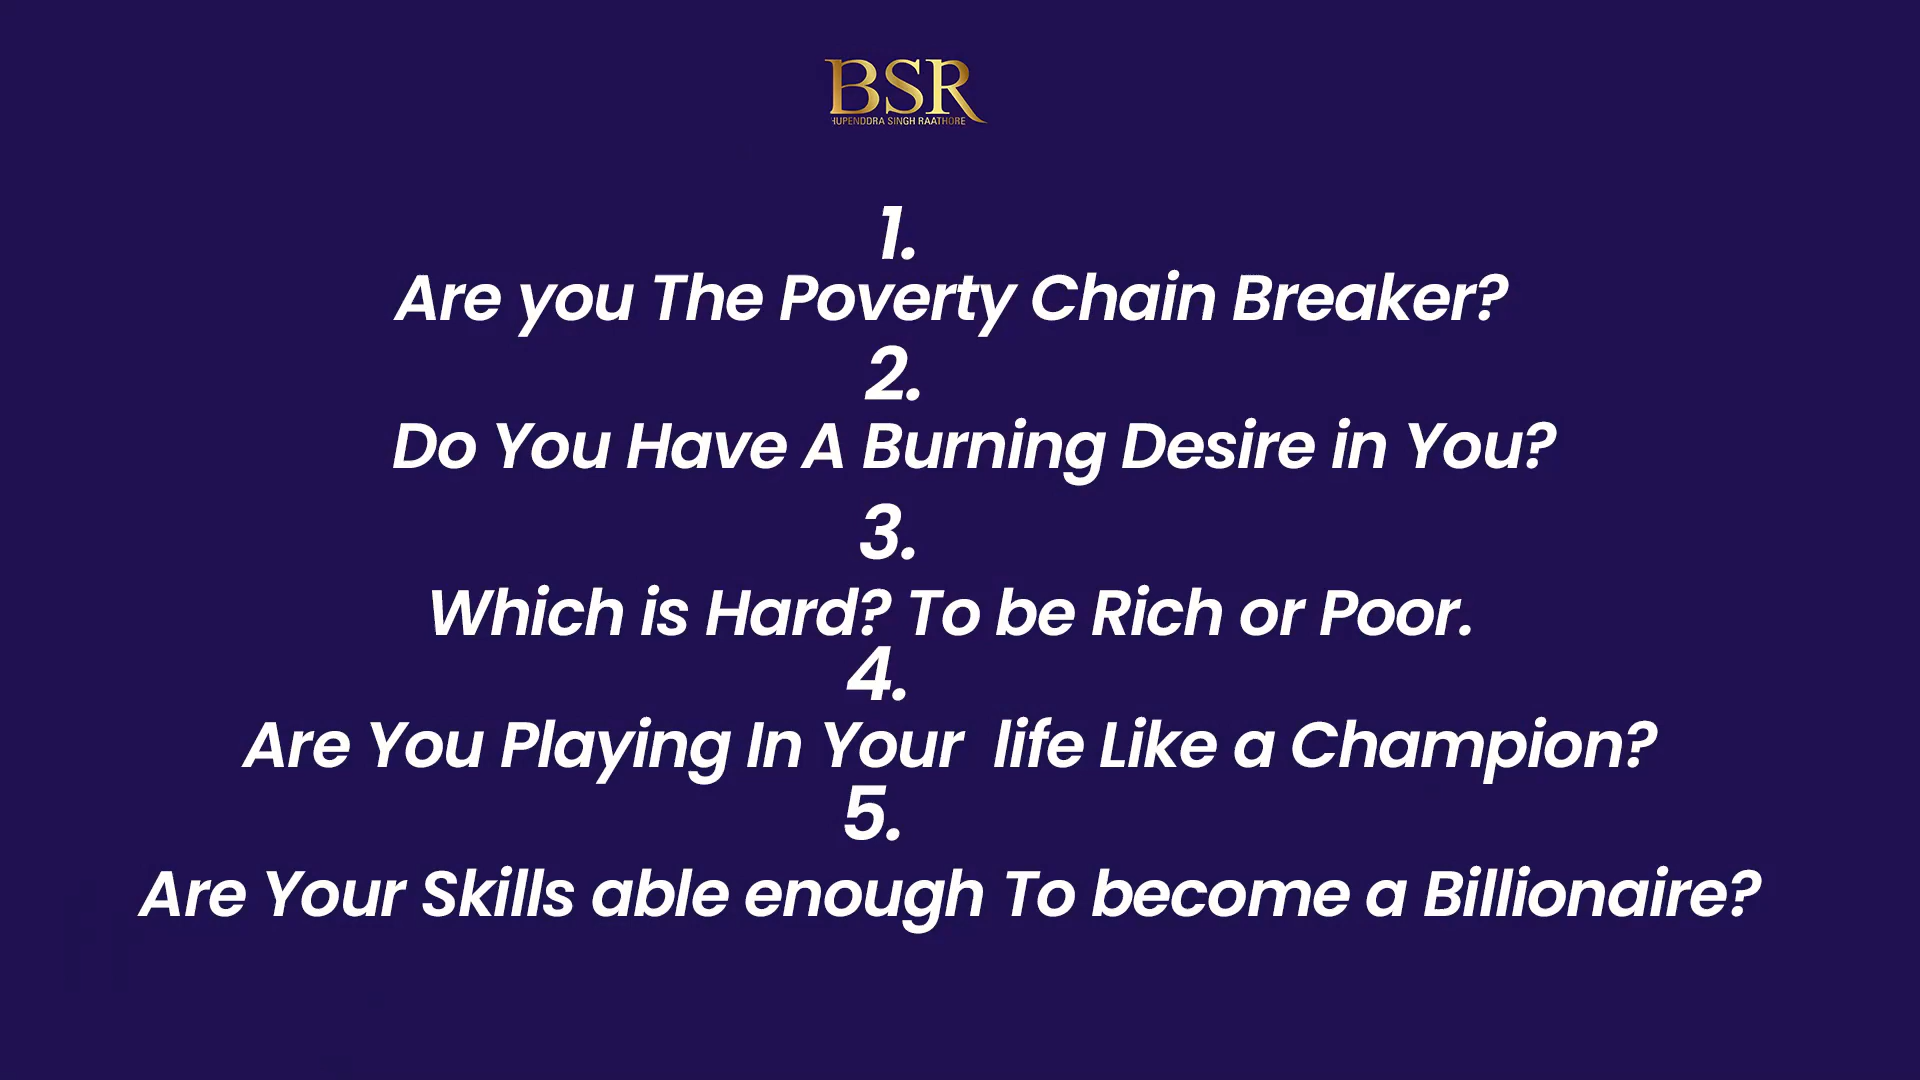 BSR
HUPENDDRA SINGH RAATHORE
1.
Are you The Poverty Chain Breaker?
2.
Do You Have A Burning Desire in You?
3.
Which is Hard? To be Rich or Poor.
4.
Are You Playing In Your  life Like a Champion?
5.
Are Your Skills able enough To become a Billionaire?